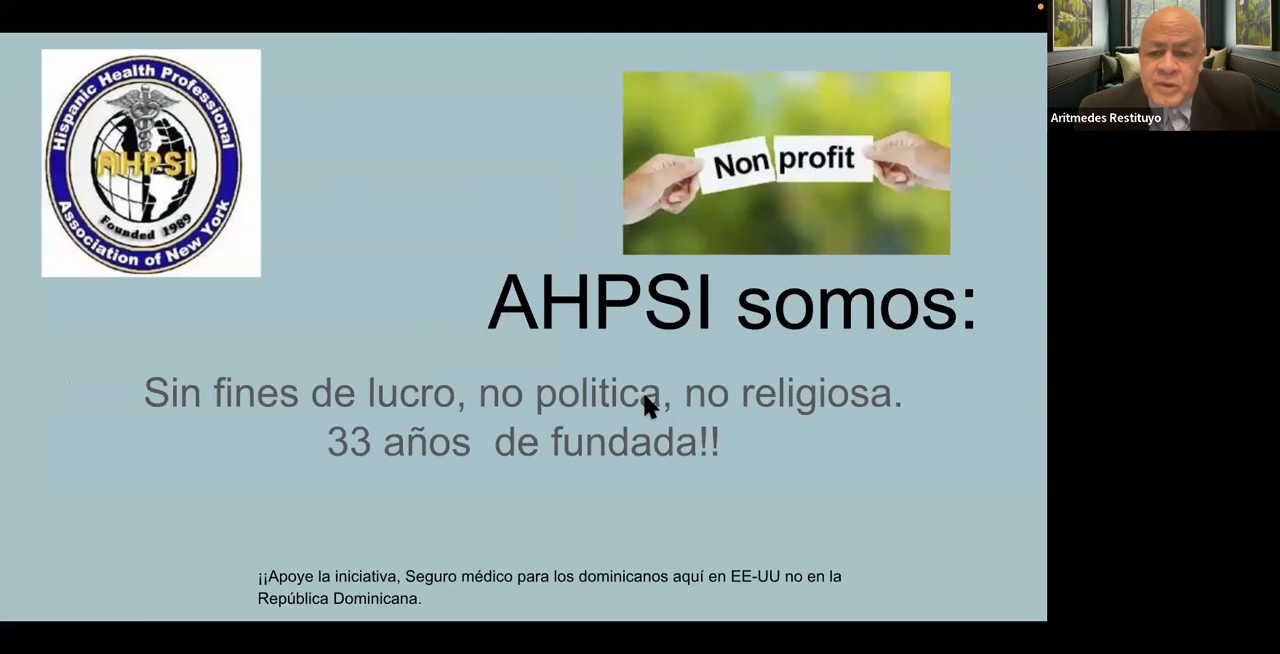 Hispanic Health Professional
AHPSI
Founded 1989
Association of New York
Non profit
Aritmedes Restituyo
AHPSI somos:
Sin fines de lucro, no politica, no religiosa.
33 años de fundada!!
¡¡Apoye la iniciativa, Seguro médico para los dominicanos aquí en EE-UU no en la
República Dominicana.